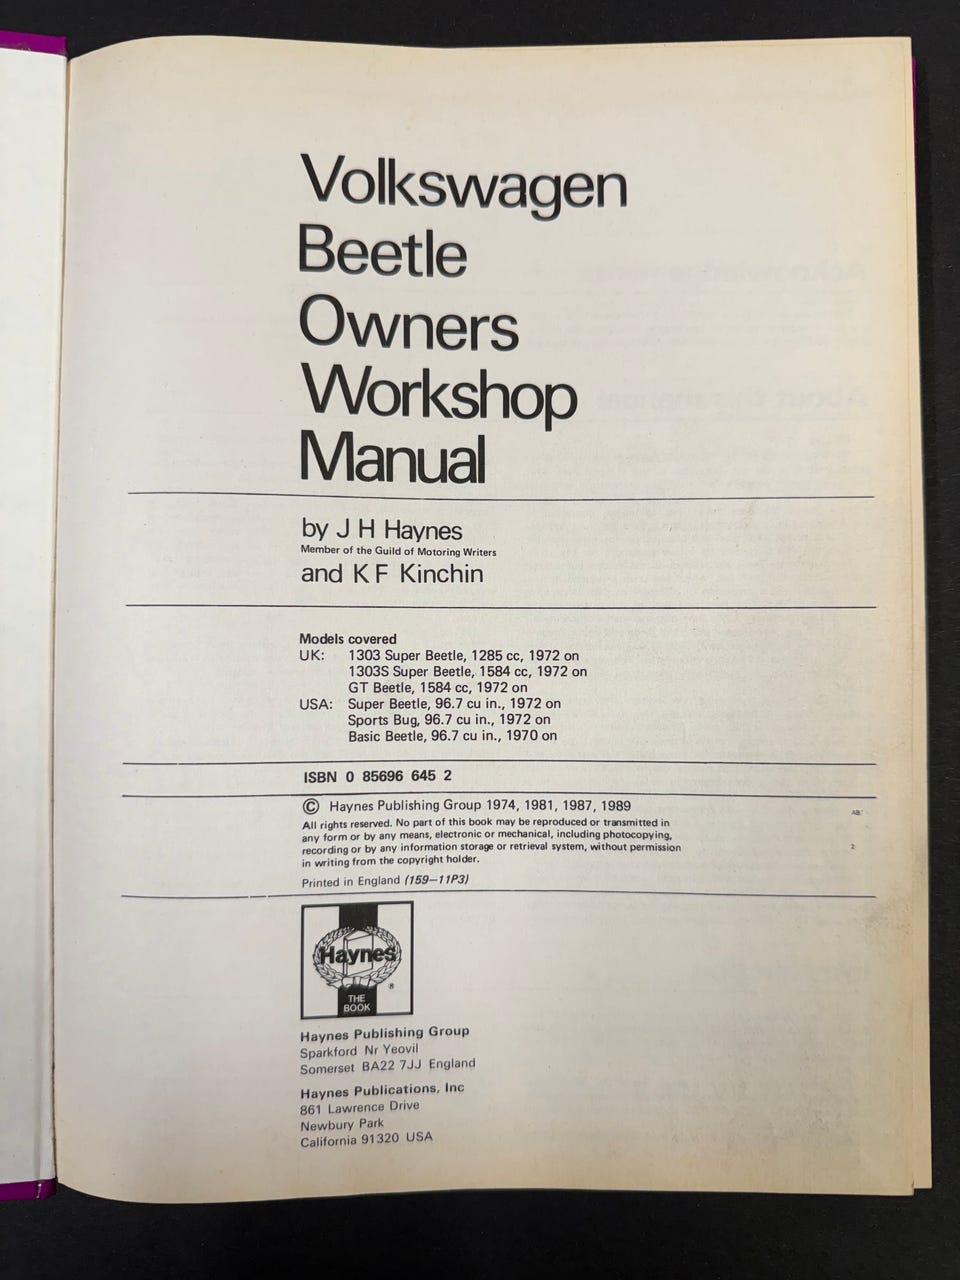 Volkswagen
Beetle
Owners
Workshop
Manual
by J H Haynes
Member of the Guild of Motoring Writers
and K F Kinchin
Models covered
UK: 1303 Super Beetle, 1285 cc, 1972 on
1303S Super Beetle, 1584 cc, 1972 on
GT Beetle, 1584 cc, 1972 on
USA: Super Beetle, 96.7 cu in., 1972 on
Sports Bug, 96.7 cu in., 1972 on
Basic Beetle, 96.7 cu in., 1970 on
ISBN 0 85696 645 2
© Haynes Publishing Group 1974, 1981, 1987, 1989
All rights reserved. No part of this book may be reproduced or transmitted in
any form or by any means, electronic or mechanical, including photocopying,
recording or by any information storage or retrieval system, without permission
in writing from the copyright holder.
Printed in England (159–11P3)
Haynes
®
THE
BOOK
Haynes Publishing Group
Sparkford Nr Yeovil
Somerset BA22 7JJ England
Haynes Publications, Inc
861 Lawrence Drive
Newbury Park
California 91320 USA